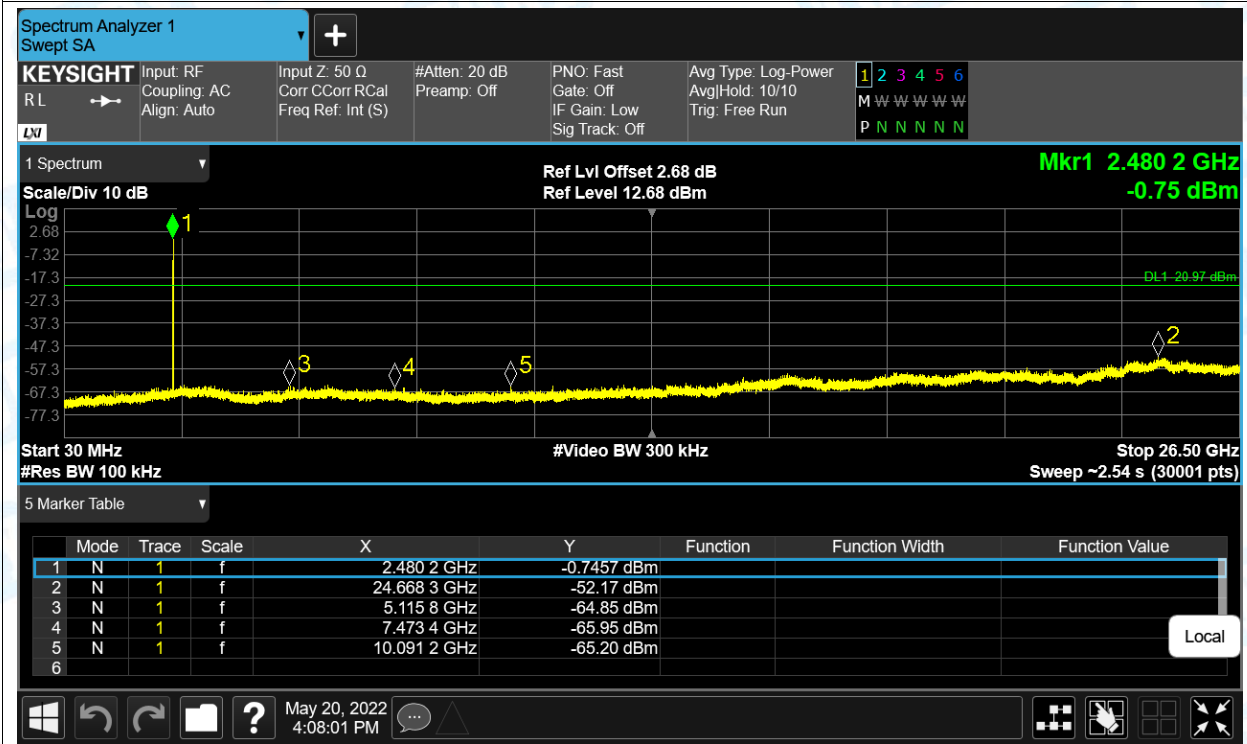 Spectrum Analyzer 1
Swept SA
KEYSIGHT
R L
LXI
Input: RF
Coupling: AC
Align: Auto
Input Z: 50 Ω
Corr CCorr RCal
Freq Ref: Int (S)
#Atten: 20 dB
Preamp: Off
PNO: Fast
Gate: Off
IF Gain: Low
Sig Track: Off
Avg Type: Log-Power
Avg|Hold: 10/10
Trig: Free Run
1 2 3 4 5 6
M W W W W W
P N N N N N
1 Spectrum
Scale/Div 10 dB
Ref Lvl Offset 2.68 dB
Ref Level 12.68 dBm
Mkr1 2.480 2 GHz
-0.75 dBm
Log
2.68
-7.32
-17.3
-27.3
-37.3
-47.3
-57.3
-67.3
-77.3
1
DL1 -20.97 dBm
2
3
4
5
Start 30 MHz
#Video BW 300 kHz
Stop 26.50 GHz
#Res BW 100 kHz
Sweep ~2.54 s (30001 pts)
5 Marker Table
Mode Trace Scale X Y Function Function Width Function Value
1 N 1 f 2.480 2 GHz -0.7457 dBm
2 N 1 f 24.668 3 GHz -52.17 dBm
3 N 1 f 5.115 8 GHz -64.85 dBm
4 N 1 f 7.473 4 GHz -65.95 dBm
5 N 1 f 10.091 2 GHz -65.20 dBm
6
Local
?
May 20, 2022
4:08:01 PM